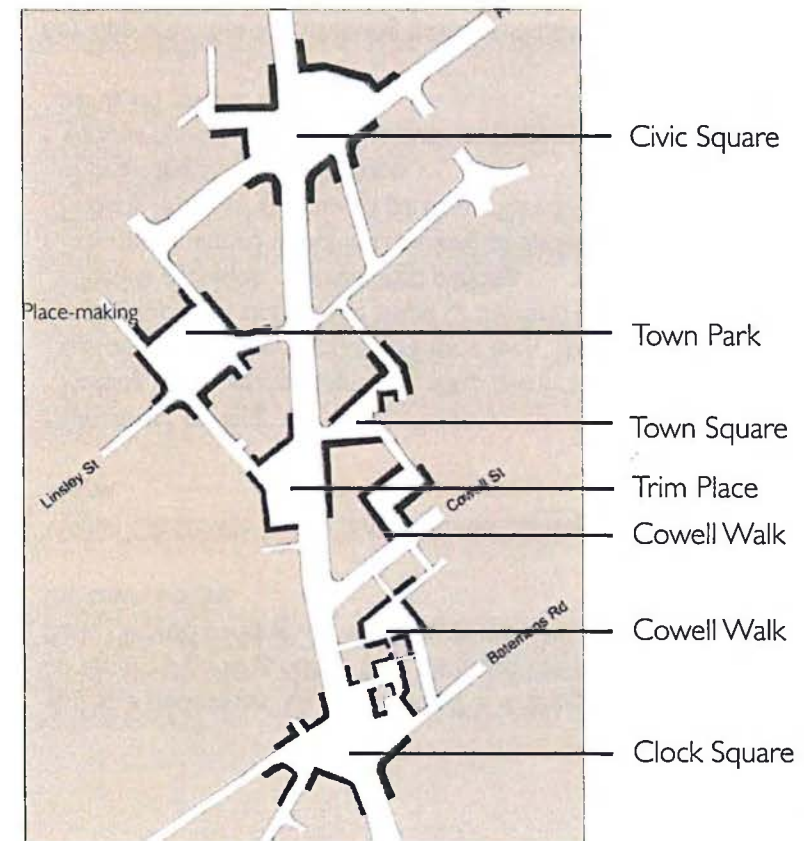 Civic Square
Place-making
Town Park
Town Square
Linsley St
Trim Place
Cowell St
Cowell Walk
Cowell Walk
Batemans Rd
Clock Square